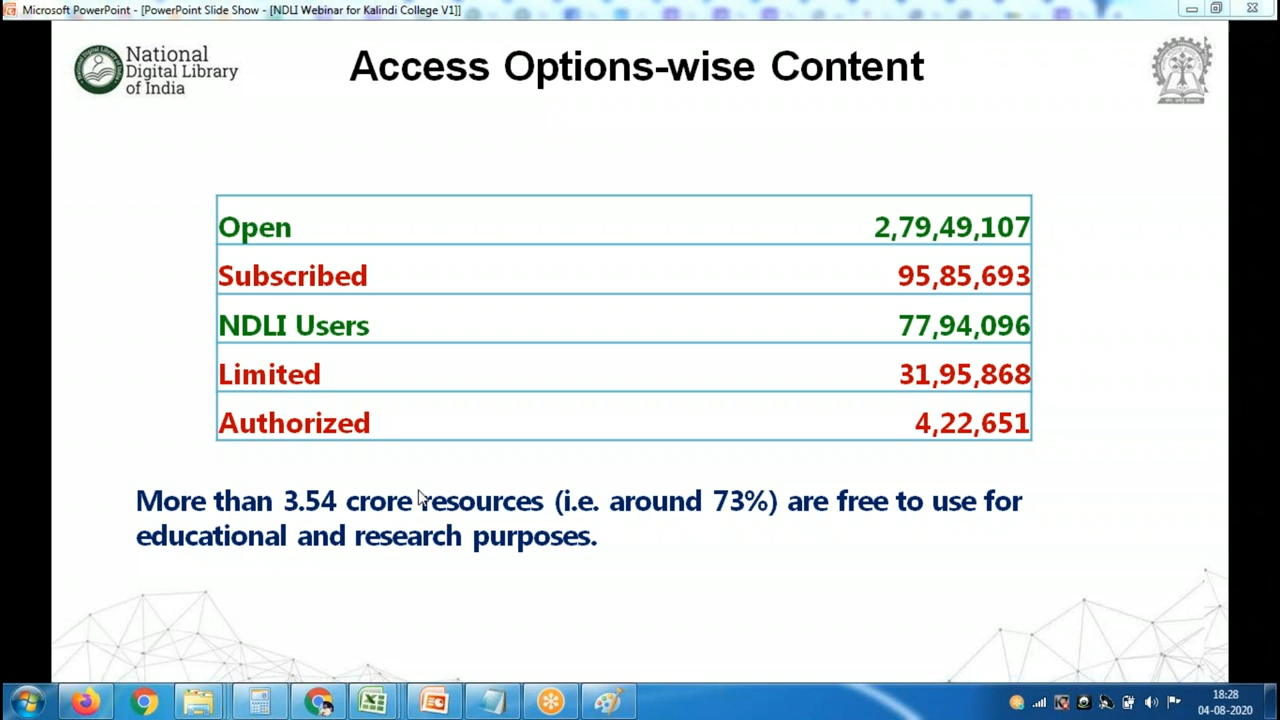 Microsoft PowerPoint - [PowerPoint Slide Show - [NDLI Webinar for Kalindi College V1]]
National
Digital Library
of India
Access Options-wise Content
Open 2,79,49,107
Subscribed 95,85,693
NDLI Users 77,94,096
Limited 31,95,868
Authorized 4,22,651
More than 3.54 crore resources (i.e. around 73%) are free to use for
educational and research purposes.
18:28
04-08-2020